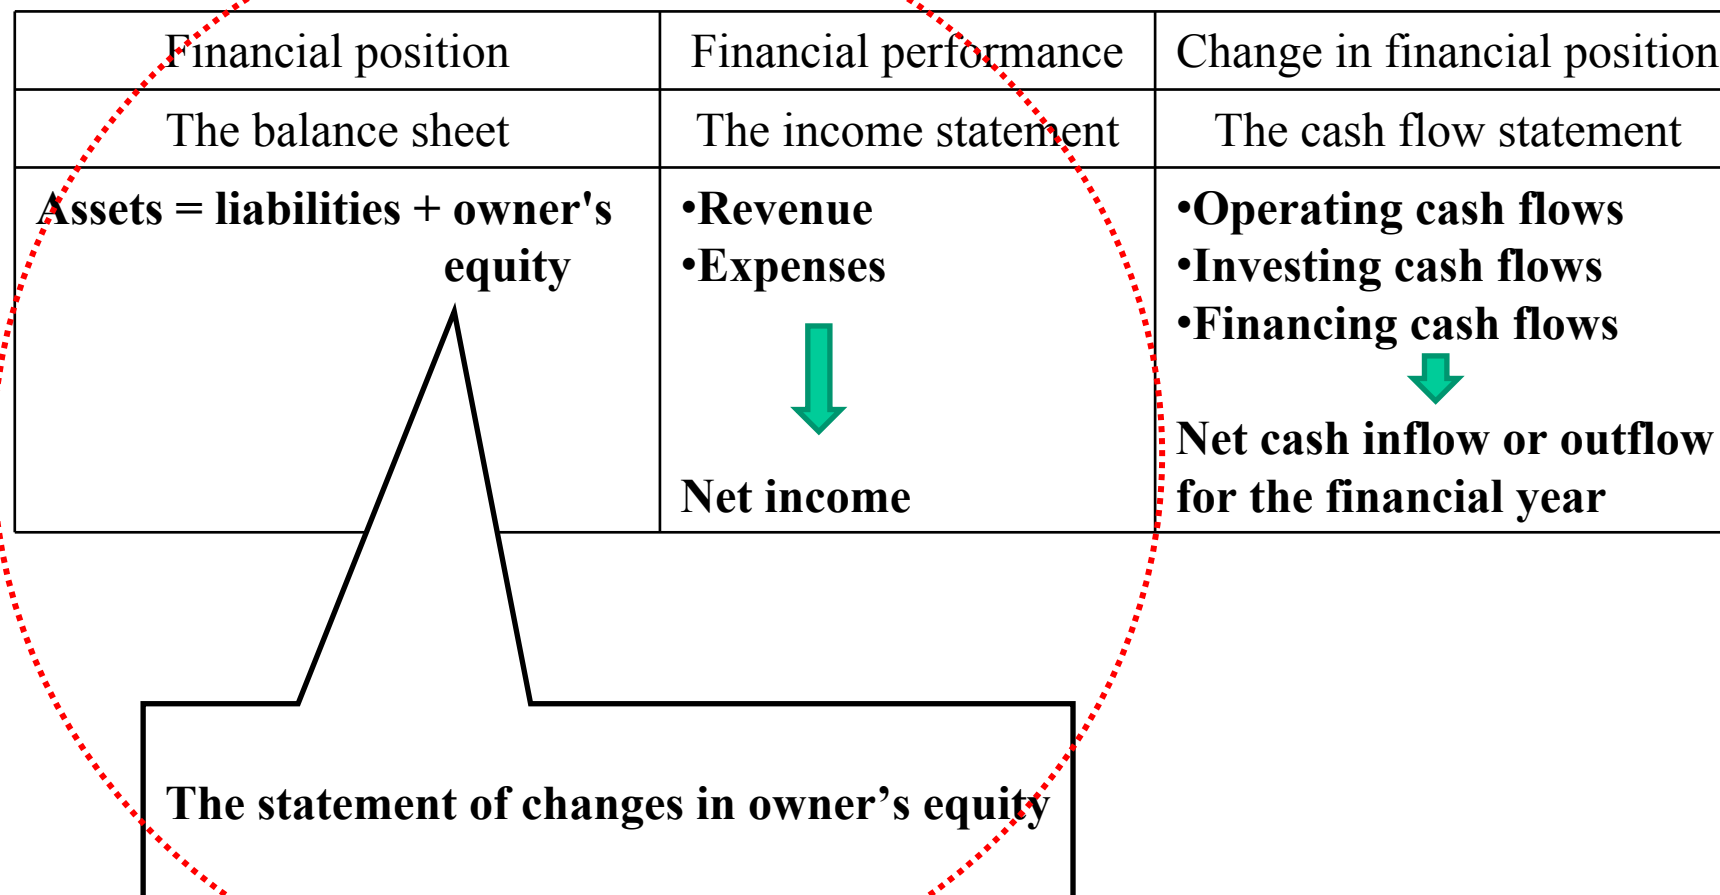 Financial position
Financial performance
Change in financial position
The balance sheet
The income statement
The cash flow statement
Assets = liabilities + owner's
equity
•Revenue
•Expenses
Net income
•Operating cash flows
•Investing cash flows
•Financing cash flows
Net cash inflow or outflow
for the financial year
The statement of changes in owner’s equity